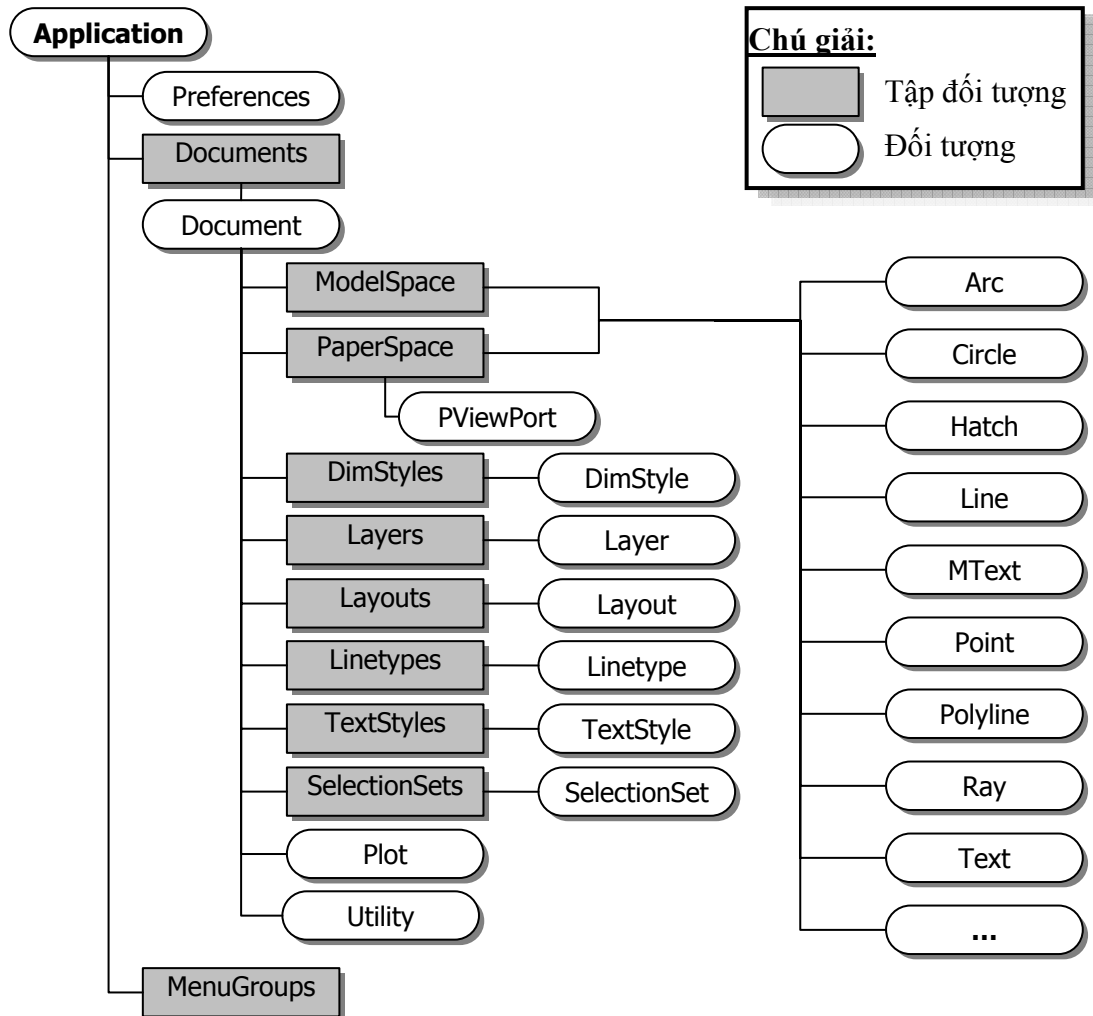 Application
Chú giải:
Tập đối tượng
Đối tượng
Preferences
Documents
Document
ModelSpace
PaperSpace
PViewPort
DimStyles
DimStyle
Layers
Layer
Layouts
Layout
Linetypes
Linetype
TextStyles
TextStyle
SelectionSets
SelectionSet
Plot
Utility
MenuGroups
Arc
Circle
Hatch
Line
MText
Point
Polyline
Ray
Text
...